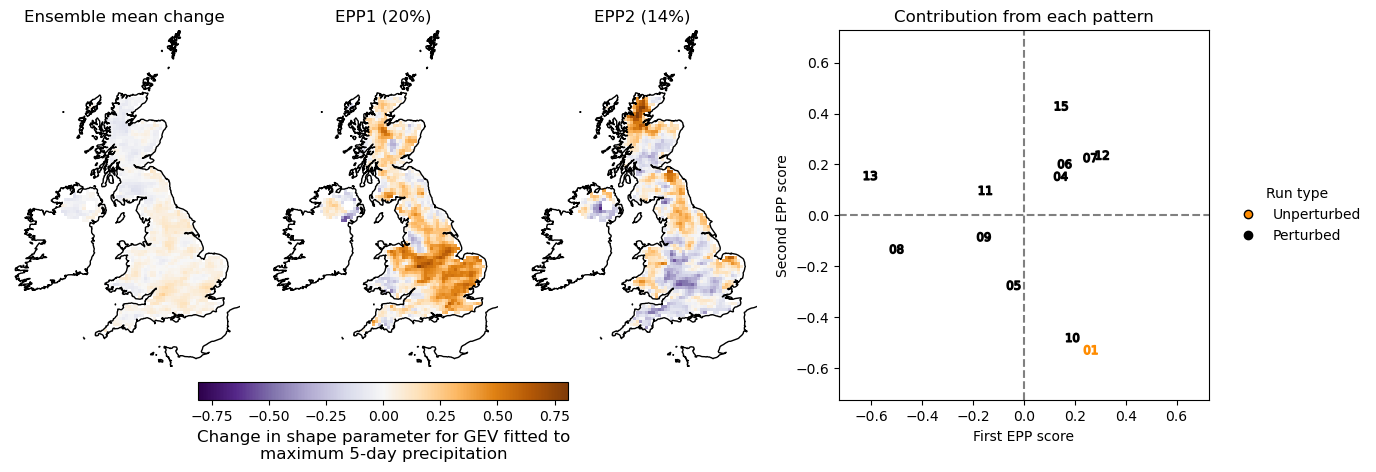 Ensemble mean change
EPP1 (20%)
EPP2 (14%)
Contribution from each pattern
−0.75 −0.50 −0.25 0.00 0.25 0.50 0.75
Change in shape parameter for GEV fitted to
maximum 5-day precipitation
Second EPP score
0.6
0.4
0.2
0.0
−0.2
−0.4
−0.6
15
12
07
06
04
13
11
09
08
05
10
01
−0.6 −0.4 −0.2 0.0 0.2 0.4 0.6
First EPP score
Run type
Unperturbed
Perturbed